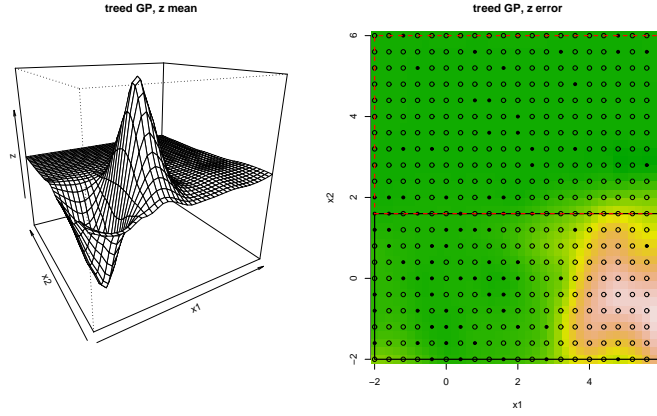 treed GP, z mean
treed GP, z error
z
x2
x1
x2
6
4
2
0
−2
−2
0
2
4
x1